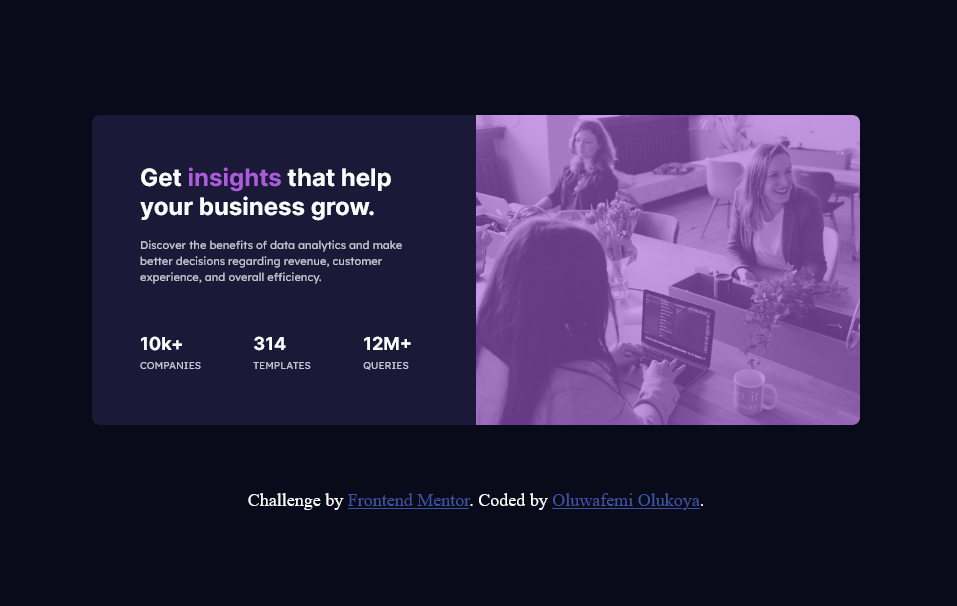 Get insights that help
your business grow.
Discover the benefits of data analytics and make
better decisions regarding revenue, customer
experience, and overall efficiency.
10k+ 314 12M+
COMPANIES TEMPLATES QUERIES
Challenge by Frontend Mentor. Coded by Oluwafemi Olukoya.